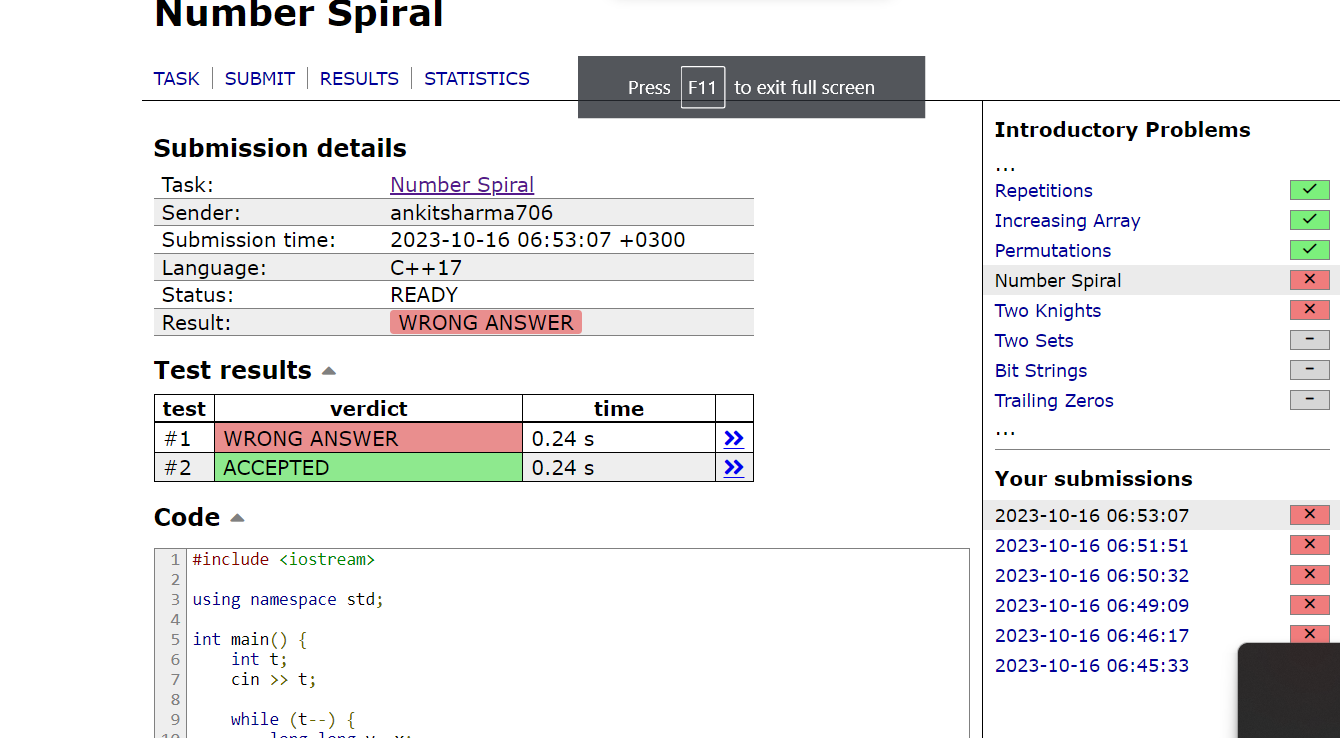 Number Spiral
TASK SUBMIT RESULTS STATISTICS
Press F11 to exit full screen
Submission details
Task: Number Spiral
Sender: ankitsharma706
Submission time: 2023-10-16 06:53:07 +0300
Language: C++17
Status: READY
Result: WRONG ANSWER
Test results
test verdict time
#1 WRONG ANSWER 0.24 s >>
#2 ACCEPTED 0.24 s >>
Code
1 #include <iostream>
2
3 using namespace std;
4
5 int main() {
6 int t;
7 cin >> t;
8
9 while (t--) {
10 long long y, x;
Introductory Problems
...
Repetitions
Increasing Array
Permutations
Number Spiral
Two Knights
Two Sets –
Bit Strings –
Trailing Zeros –
...
Your submissions
2023-10-16 06:53:07
2023-10-16 06:51:51
2023-10-16 06:50:32
2023-10-16 06:49:09
2023-10-16 06:46:17
2023-10-16 06:45:33